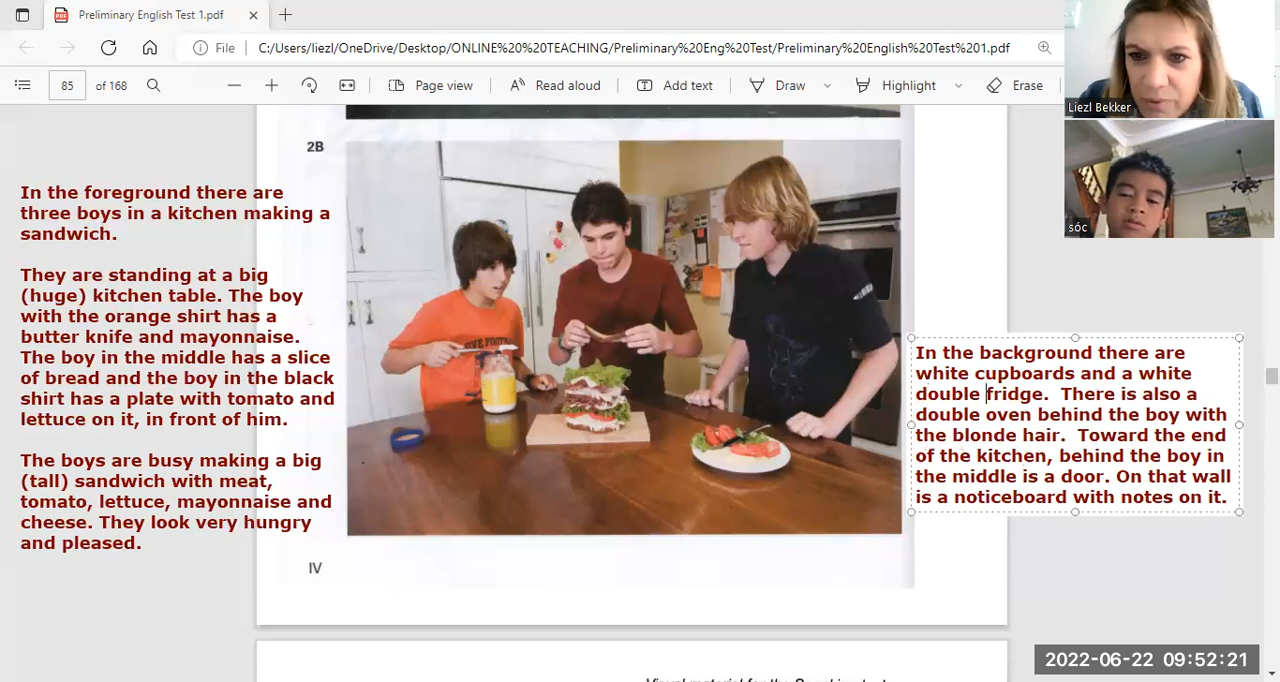 Preliminary English Test 1.pdf
File
C:/Users/liezl/OneDrive/Desktop/ONLINE%20%20TEACHING/Preliminary%20Eng%20Test/Preliminary%20English%20Test%201.pdf
85 of 168
Page view
Read aloud
Add text
Draw
Highlight
Erase
Liezl Bekker
sóc
2B
In the foreground there are
three boys in a kitchen making a
sandwich.
They are standing at a big
(huge) kitchen table. The boy
with the orange shirt has a
butter knife and mayonnaise.
The boy in the middle has a slice
of bread and the boy in the black
shirt has a plate with tomato and
lettuce on it, in front of him.
The boys are busy making a big
(tall) sandwich with meat,
tomato, lettuce, mayonnaise and
cheese. They look very hungry
and pleased.
In the background there are
white cupboards and a white
double fridge. There is also a
double oven behind the boy with
the blonde hair. Toward the end
of the kitchen, behind the boy in
the middle is a door. On that wall
is a noticeboard with notes on it.
IV
2022-06-22 09:52:21